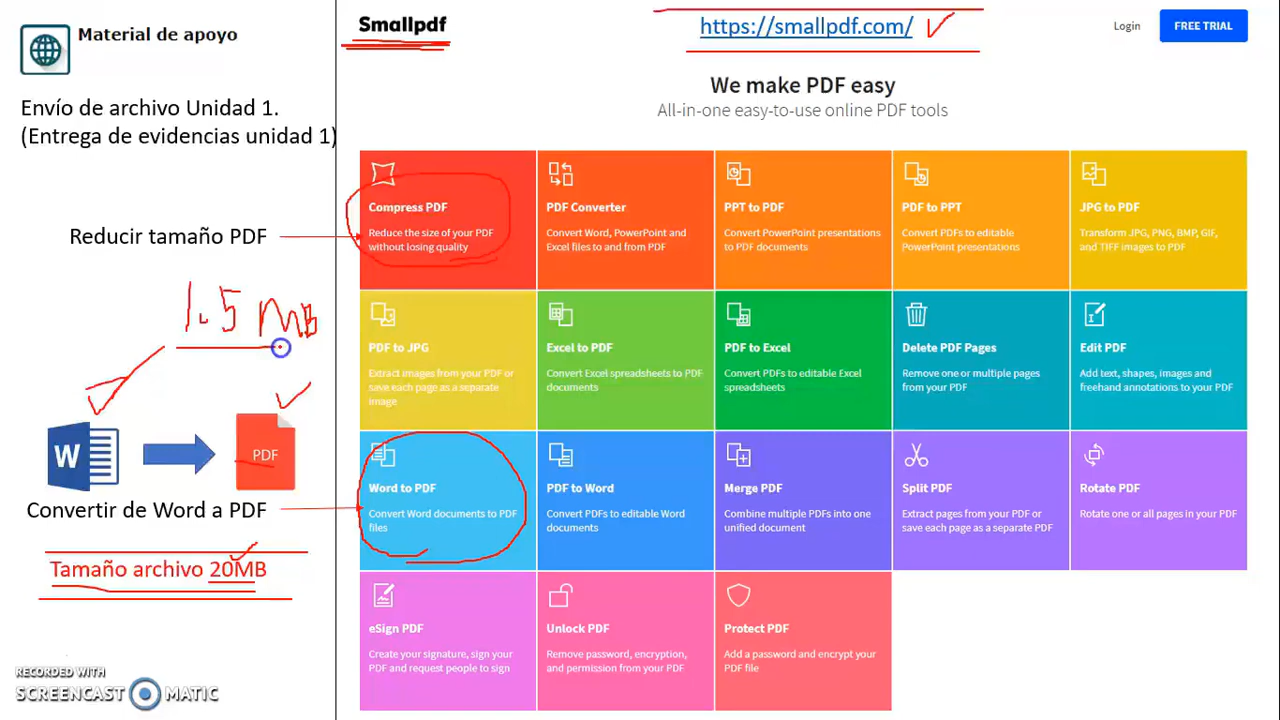 Material de apoyo
Envío de archivo Unidad 1.
(Entrega de evidencias unidad 1)
Reducir tamaño PDF
1.5 MB
W
PDF
Convertir de Word a PDF
Tamaño archivo 20MB
RECORDED WITH
SCREENCAST MATIC
Smallpdf
https://smallpdf.com/
Login
FREE TRIAL
We make PDF easy
All-in-one easy-to-use online PDF tools
Compress PDF
Reduce the size of your PDF
without losing quality
PDF Converter
Convert Word, PowerPoint and
Excel files to and from PDF
PPT to PDF
Convert PowerPoint presentations
to PDF documents
PDF to PPT
Convert PDFs to editable
PowerPoint presentations
JPG to PDF
Transform JPG, PNG, BMP, GIF,
and TIFF images to PDF
PDF to JPG
Extract images from your PDF or
save each page as a separate
image
Excel to PDF
Convert Excel spreadsheets to PDF
documents
PDF to Excel
Convert PDFs to editable Excel
spreadsheets
Delete PDF Pages
Remove one or multiple pages
from your PDF
Edit PDF
Add text, shapes, images and
freehand annotations to your PDF
Word to PDF
Convert Word documents to PDF
files
PDF to Word
Convert PDFs to editable Word
documents
Merge PDF
Combine multiple PDFs into one
unified document
Split PDF
Extract pages from your PDF or
save each page as a separate PDF
Rotate PDF
Rotate one or all pages in your PDF
eSign PDF
Create your signature, sign your
PDF and request people to sign
Unlock PDF
Remove password, encryption,
and permission from your PDF
Protect PDF
Add a password and encrypt your
PDF file